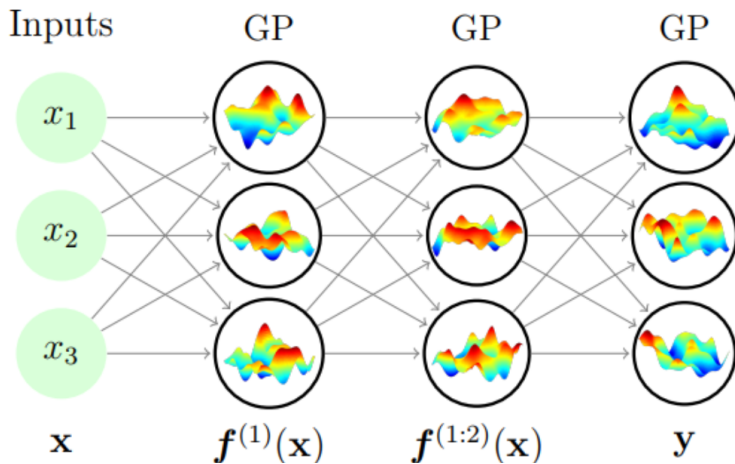 Inputs GP GP GP
x₁
x₂
x₃
x f⁽¹⁾(x) f⁽¹:²⁾(x) y